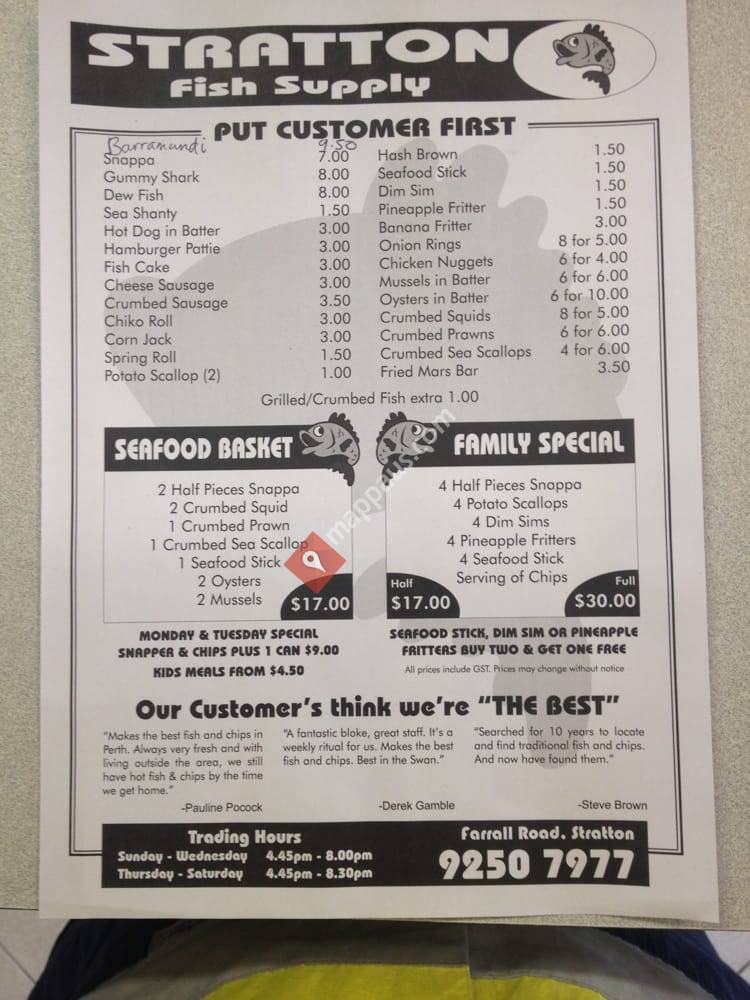 STRATTON
Fish Supply
PUT CUSTOMER FIRST
Barramundi 9.50
Snappa 7.00
Gummy Shark 8.00
Dew Fish 8.00
Sea Shanty 1.50
Hot Dog in Batter 3.00
Hamburger Pattie 3.00
Fish Cake 3.00
Cheese Sausage 3.00
Crumbed Sausage 3.50
Chiko Roll 3.00
Corn Jack 3.00
Spring Roll 1.50
Potato Scallop (2) 1.00
Hash Brown 1.50
Seafood Stick 1.50
Dim Sim 1.50
Pineapple Fritter 1.50
Banana Fritter 3.00
Onion Rings 8 for 5.00
Chicken Nuggets 6 for 4.00
Mussels in Batter 6 for 6.00
Oysters in Batter 6 for 10.00
Crumbed Squids 8 for 5.00
Crumbed Prawns 6 for 6.00
Crumbed Sea Scallops 4 for 6.00
Fried Mars Bar 3.50
Grilled/Crumbed Fish extra 1.00
SEAFOOD BASKET
2 Half Pieces Snappa
2 Crumbed Squid
1 Crumbed Prawn
1 Crumbed Sea Scallop
1 Seafood Stick
2 Oysters
2 Mussels
$17.00
MONDAY & TUESDAY SPECIAL
SNAPPER & CHIPS PLUS 1 CAN $9.00
KIDS MEALS FROM $4.50
FAMILY SPECIAL
4 Half Pieces Snappa
4 Potato Scallops
4 Dim Sims
4 Pineapple Fritters
4 Seafood Stick
Serving of Chips
Half
$17.00
Full
$30.00
SEAFOOD STICK, DIM SIM OR PINEAPPLE
FRITTERS BUY TWO & GET ONE FREE
All prices include GST. Prices may change without notice
mappaus.com
Our Customer's think we're "THE BEST"
"Makes the best fish and chips in
Perth. Always very fresh and with
living outside the area, we still
have hot fish & chips by the time
we get home."
-Pauline Pocock
"A fantastic bloke, great staff. It's a
weekly ritual for us. Makes the best
fish and chips. Best in the Swan."
-Derek Gamble
"Searched for 10 years to locate
and find traditional fish and chips.
And now have found them."
-Steve Brown
Trading Hours
Sunday - Wednesday 4.45pm - 8.00pm
Thursday - Saturday 4.45pm - 8.30pm
Farrall Road, Stratton
9250 7977